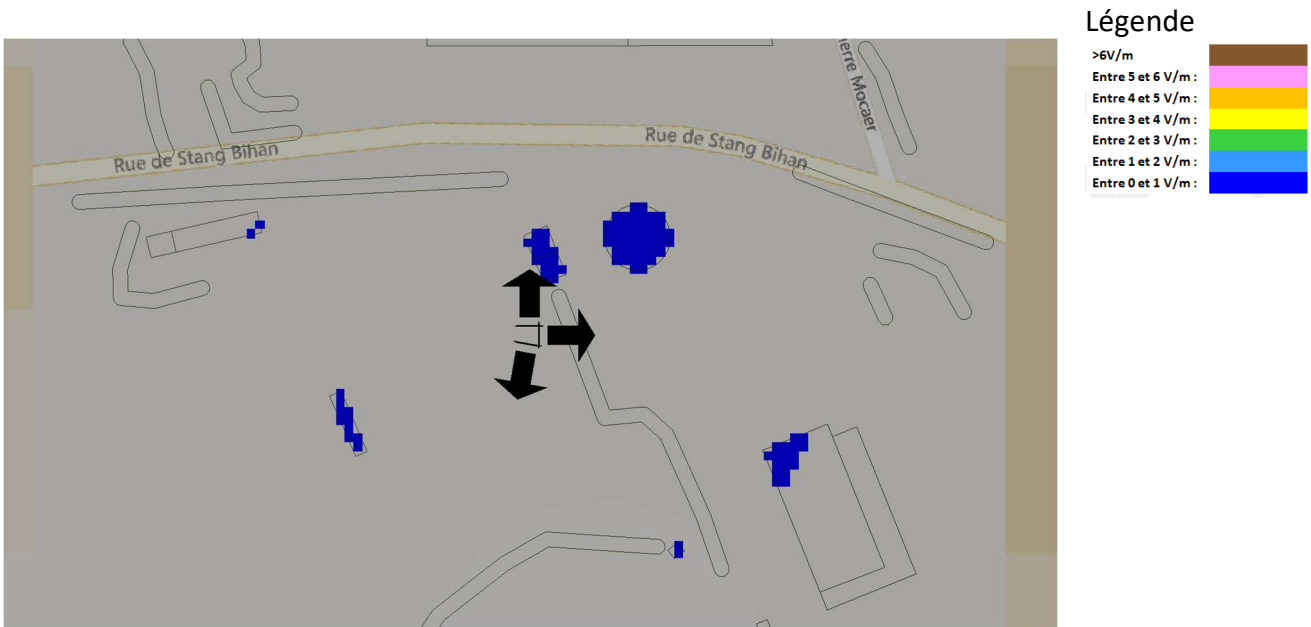 Légende
>6V/m
Entre 5 et 6 V/m :
Entre 4 et 5 V/m :
Entre 3 et 4 V/m :
Entre 2 et 3 V/m :
Entre 1 et 2 V/m :
Entre 0 et 1 V/m :
Rue de Stang Bihan
Rue de Stang Bihan
Mocaer